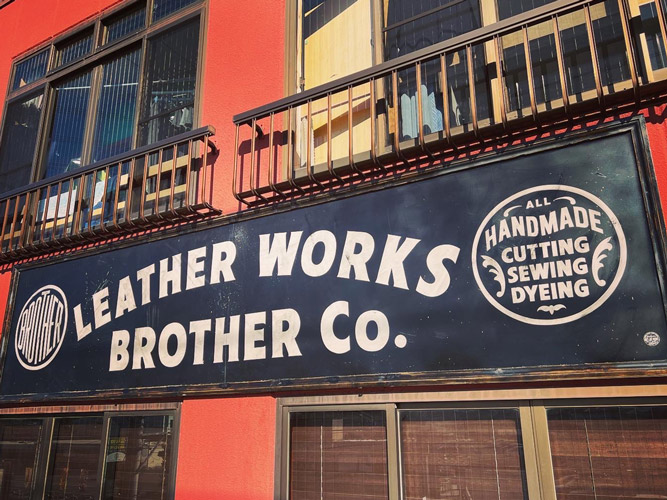 BROTHER
LEATHER WORKS
BROTHER CO.
ALL
HANDMADE
CUTTING
SEWING
DYEING